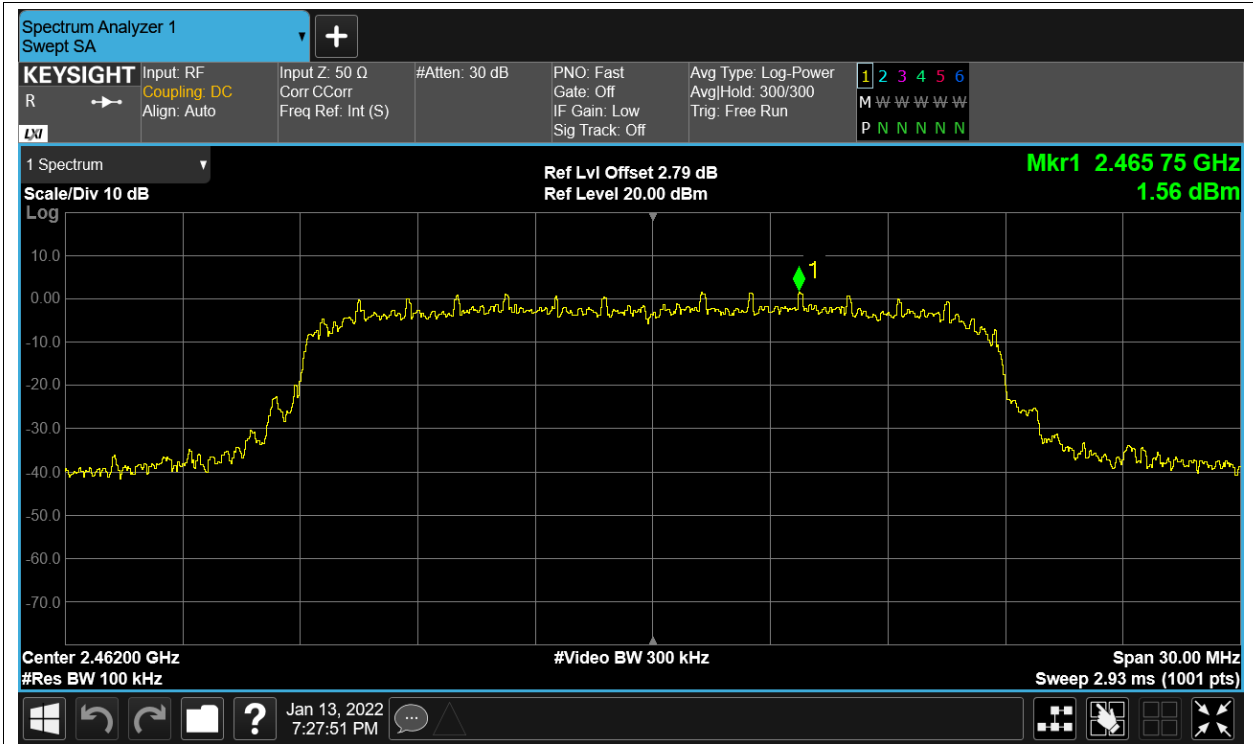 Spectrum Analyzer 1
Swept SA
KEYSIGHT
R
LXI
Input: RF
Coupling: DC
Align: Auto
Input Z: 50 Ω
Corr CCorr
Freq Ref: Int (S)
#Atten: 30 dB
PNO: Fast
Gate: Off
IF Gain: Low
Sig Track: Off
Avg Type: Log-Power
Avg|Hold: 300/300
Trig: Free Run
1 2 3 4 5 6
M W W W W W
P N N N N N
1 Spectrum
Scale/Div 10 dB
Log
Ref Lvl Offset 2.79 dB
Ref Level 20.00 dBm
Mkr1 2.465 75 GHz
1.56 dBm
1
10.0
0.00
-10.0
-20.0
-30.0
-40.0
-50.0
-60.0
-70.0
Center 2.46200 GHz
#Res BW 100 kHz
#Video BW 300 kHz
Span 30.00 MHz
Sweep 2.93 ms (1001 pts)
?
Jan 13, 2022
7:27:51 PM